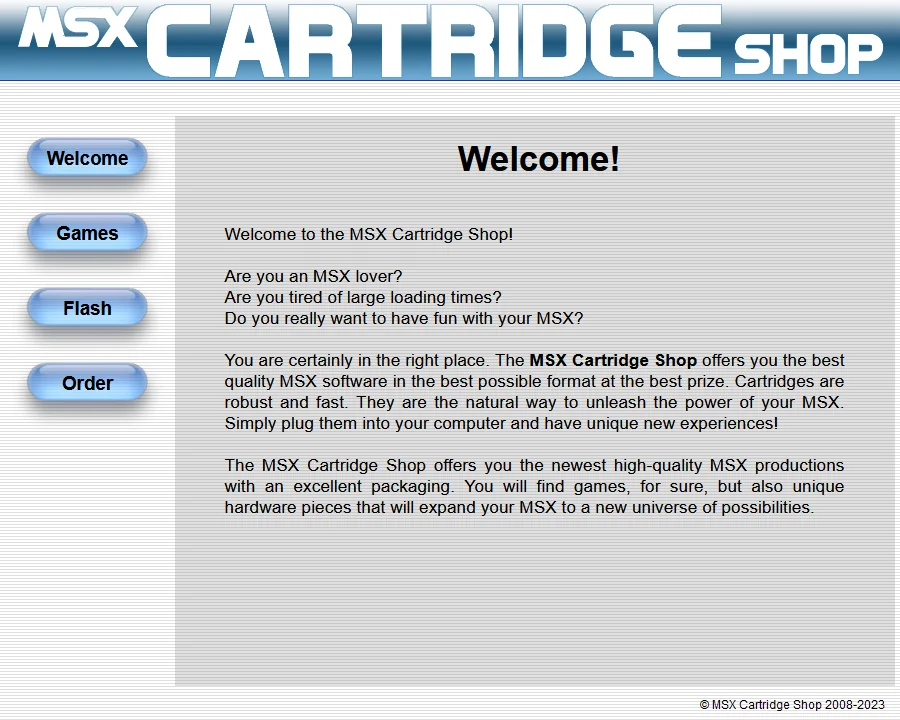 MSX CARTRIDGE SHOP
Welcome
Games
Flash
Order
Welcome!
Welcome to the MSX Cartridge Shop!
Are you an MSX lover?
Are you tired of large loading times?
Do you really want to have fun with your MSX?
You are certainly in the right place. The MSX Cartridge Shop offers you the best
quality MSX software in the best possible format at the best prize. Cartridges are
robust and fast. They are the natural way to unleash the power of your MSX.
Simply plug them into your computer and have unique new experiences!
The MSX Cartridge Shop offers you the newest high-quality MSX productions
with an excellent packaging. You will find games, for sure, but also unique
hardware pieces that will expand your MSX to a new universe of possibilities.
© MSX Cartridge Shop 2008-2023